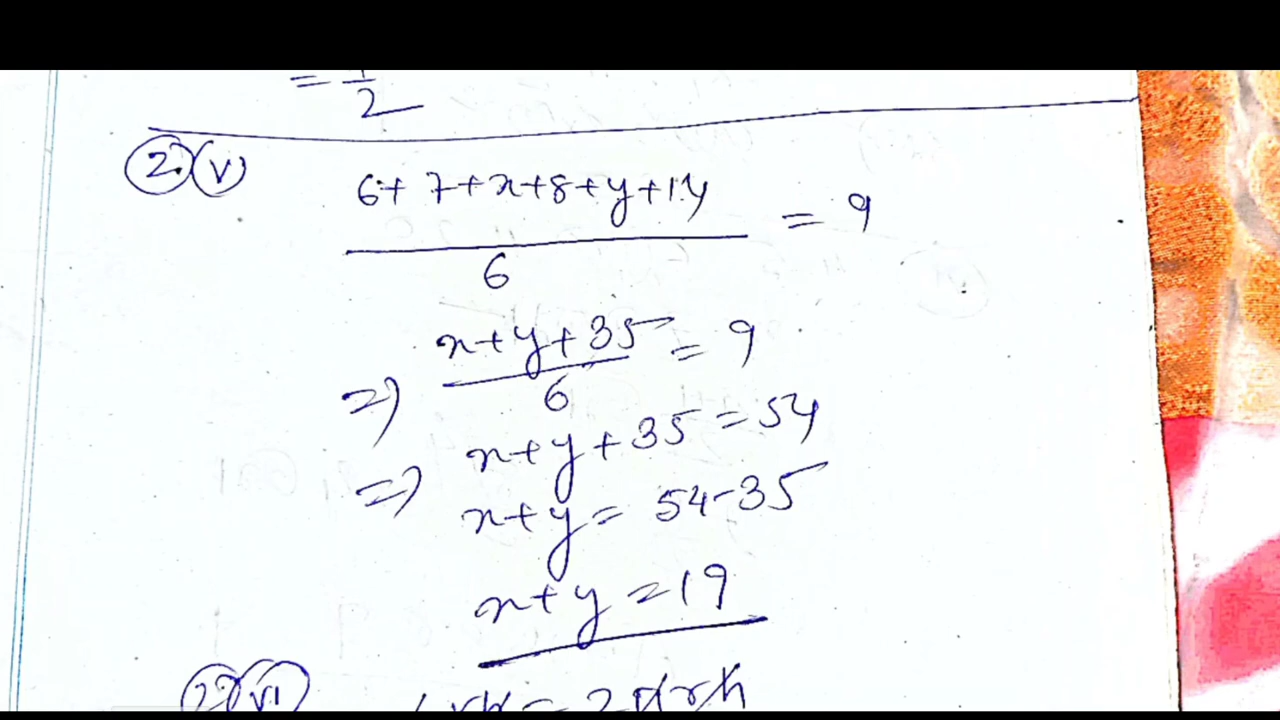 = 1/2
2. (v) (6+7+x+8+y+14)/6 = 9
=> (x+y+35)/6 = 9
=> x+y+35 = 54
x+y = 54-35
x+y = 19
2. (vi)